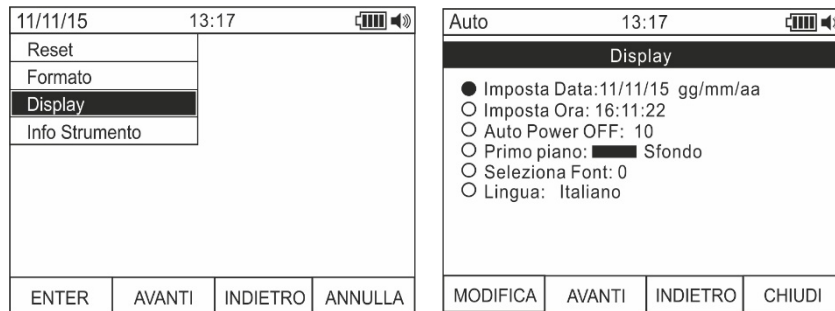 11/11/15 13:17
Reset
Formato
Display
Info Strumento
ENTER AVANTI INDIETRO ANNULLA
Auto 13:17
Display
Imposta Data:11/11/15 gg/mm/aa
Imposta Ora: 16:11:22
Auto Power OFF: 10
Primo piano: Sfondo
Seleziona Font: 0
Lingua: Italiano
MODIFICA AVANTI INDIETRO CHIUDI